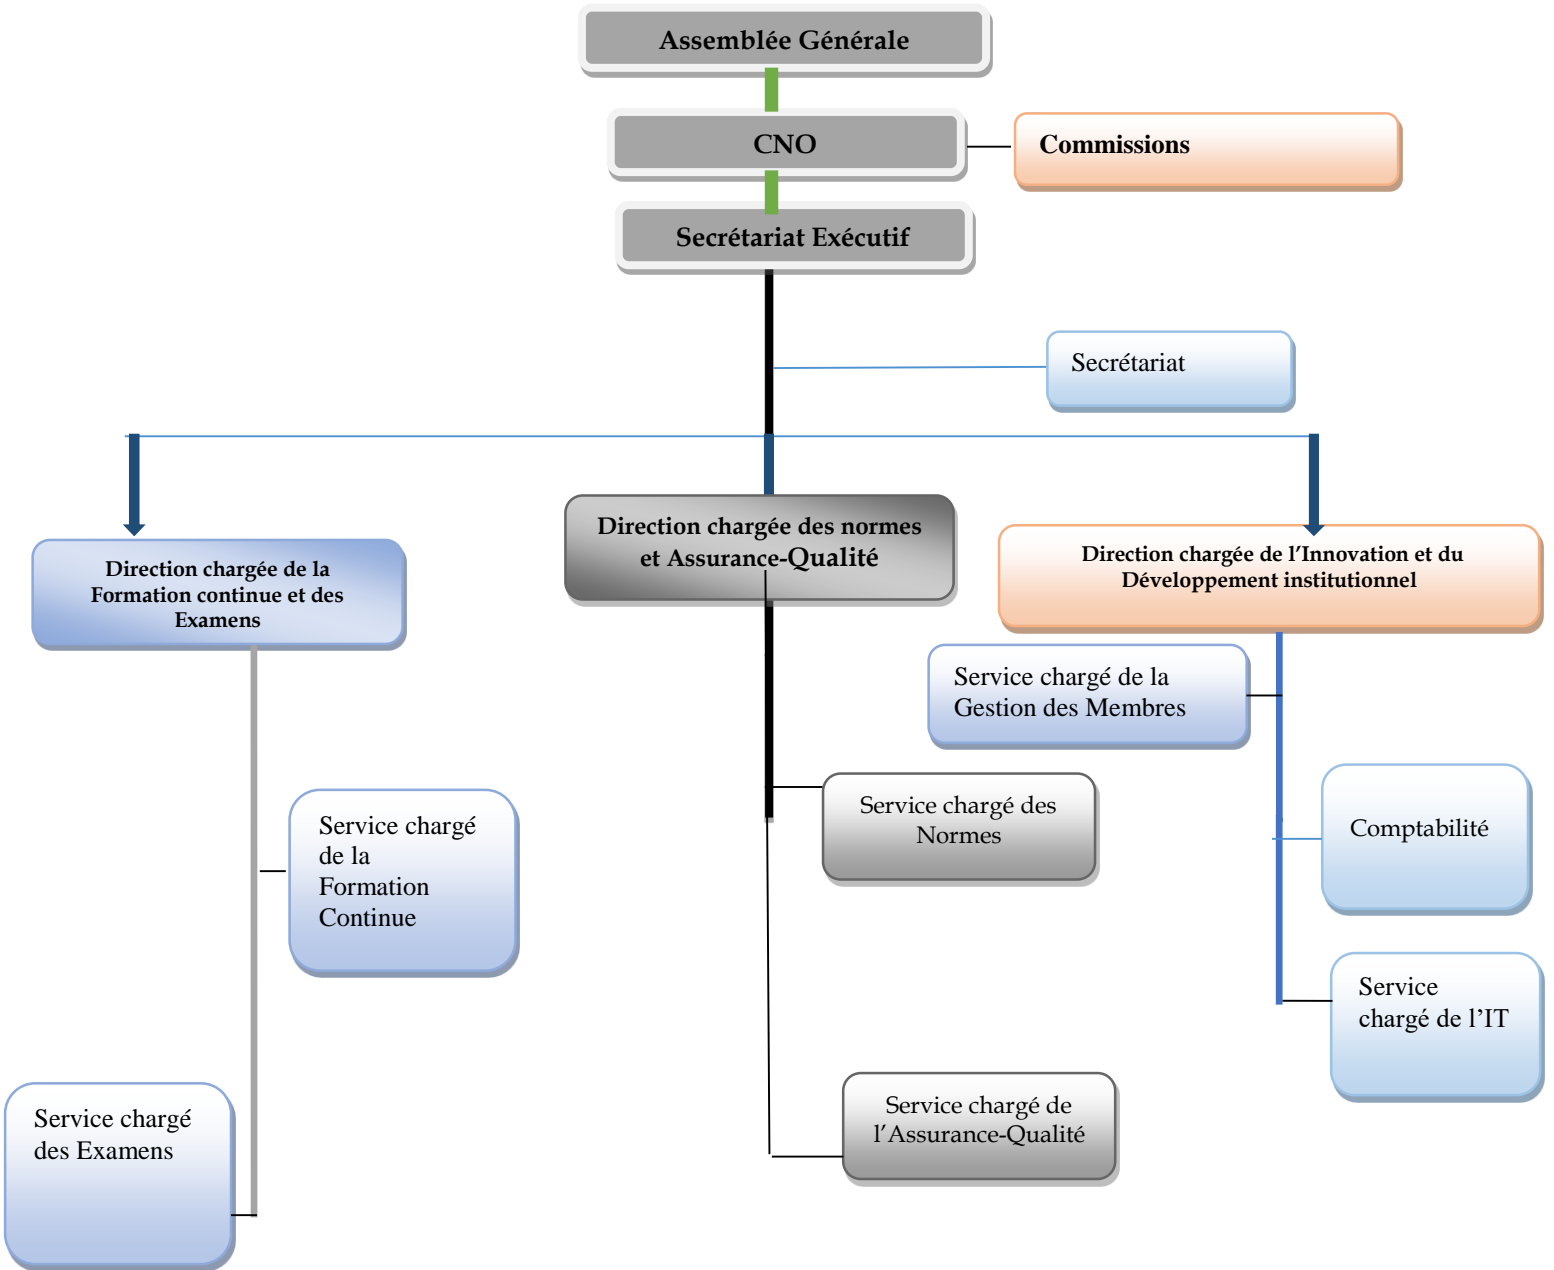 Assemblée Générale
CNO
Commissions
Secrétariat Exécutif
Secrétariat
Direction chargée de la
Formation continue et des
Examens
Direction chargée des normes
et Assurance-Qualité
Direction chargée de l’Innovation et du
Développement institutionnel
Service chargé de la
Gestion des Membres
Service chargé
de la
Formation
Continue
Service chargé des
Normes
Comptabilité
Service
chargé de l’IT
Service chargé
des Examens
Service chargé de
l’Assurance-Qualité